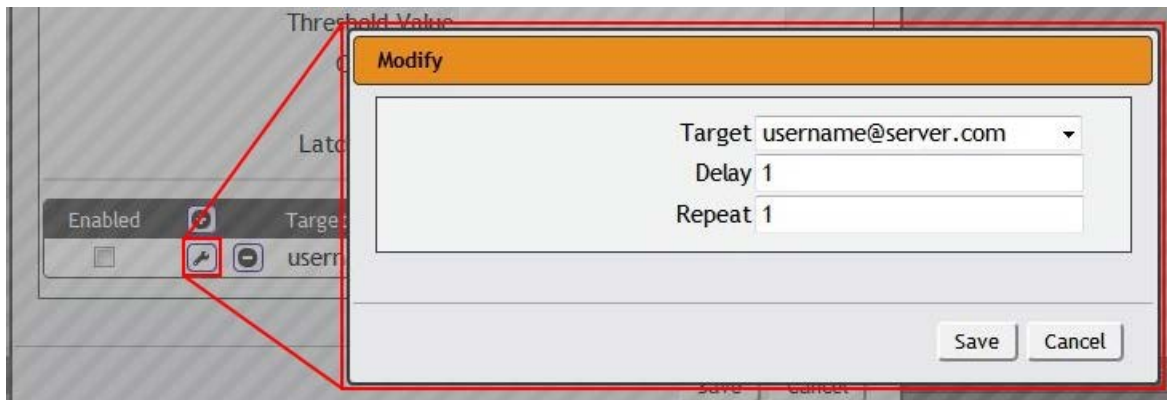 Threshold Value
Modify
Target username@server.com
Delay 1
Repeat 1
Enabled
Save Cancel
Save Cancel